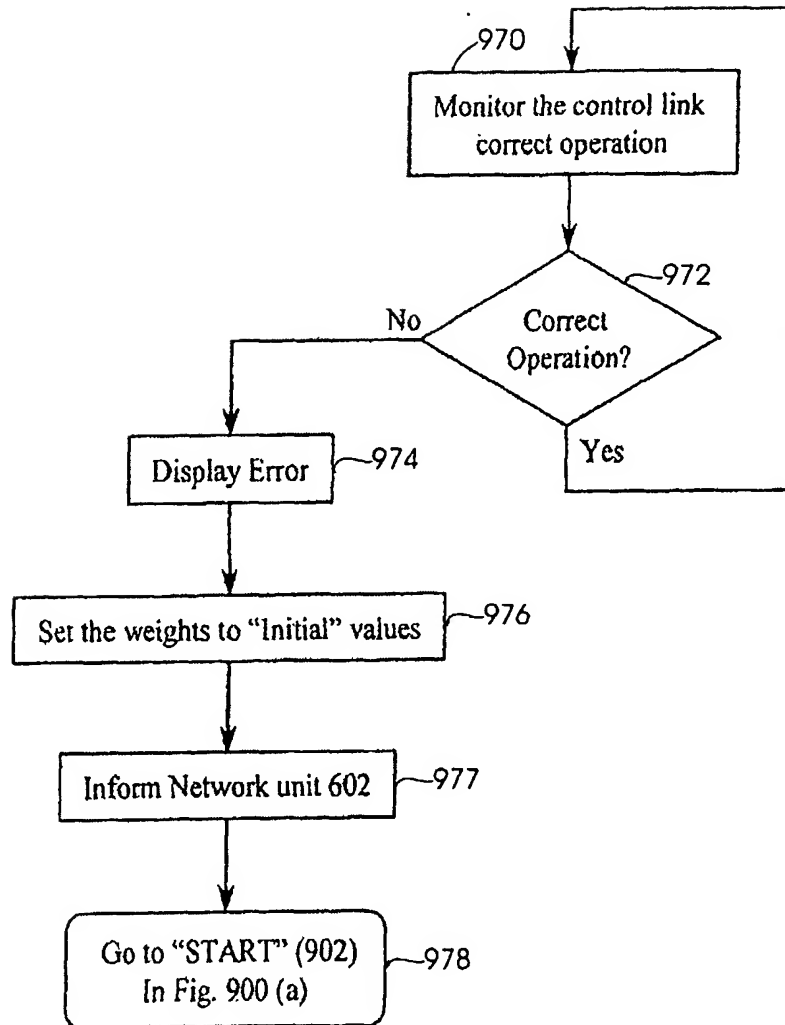 970
Monitor the control link
correct operation
972
No
Correct
Operation?
Yes
Display Error
974
Set the weights to "Initial" values
976
Inform Network unit 602
977
Go to "START" (902)
In Fig. 900 (a)
978